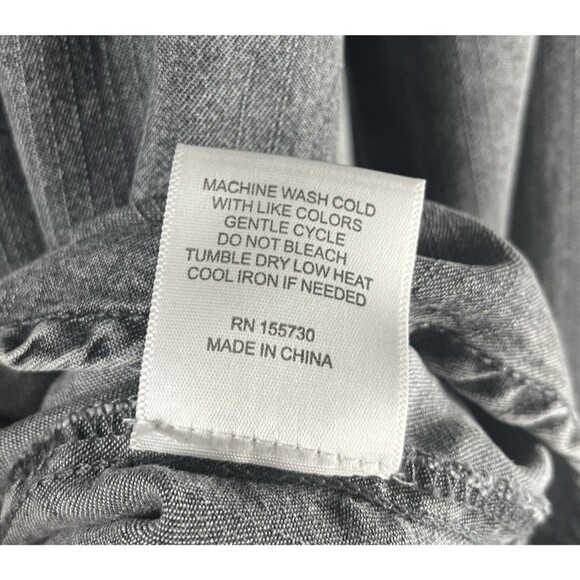 MACHINE WASH COLD
WITH LIKE COLORS
GENTLE CYCLE
DO NOT BLEACH
TUMBLE DRY LOW HEAT
COOL IRON IF NEEDED
RN 155730
MADE IN CHINA